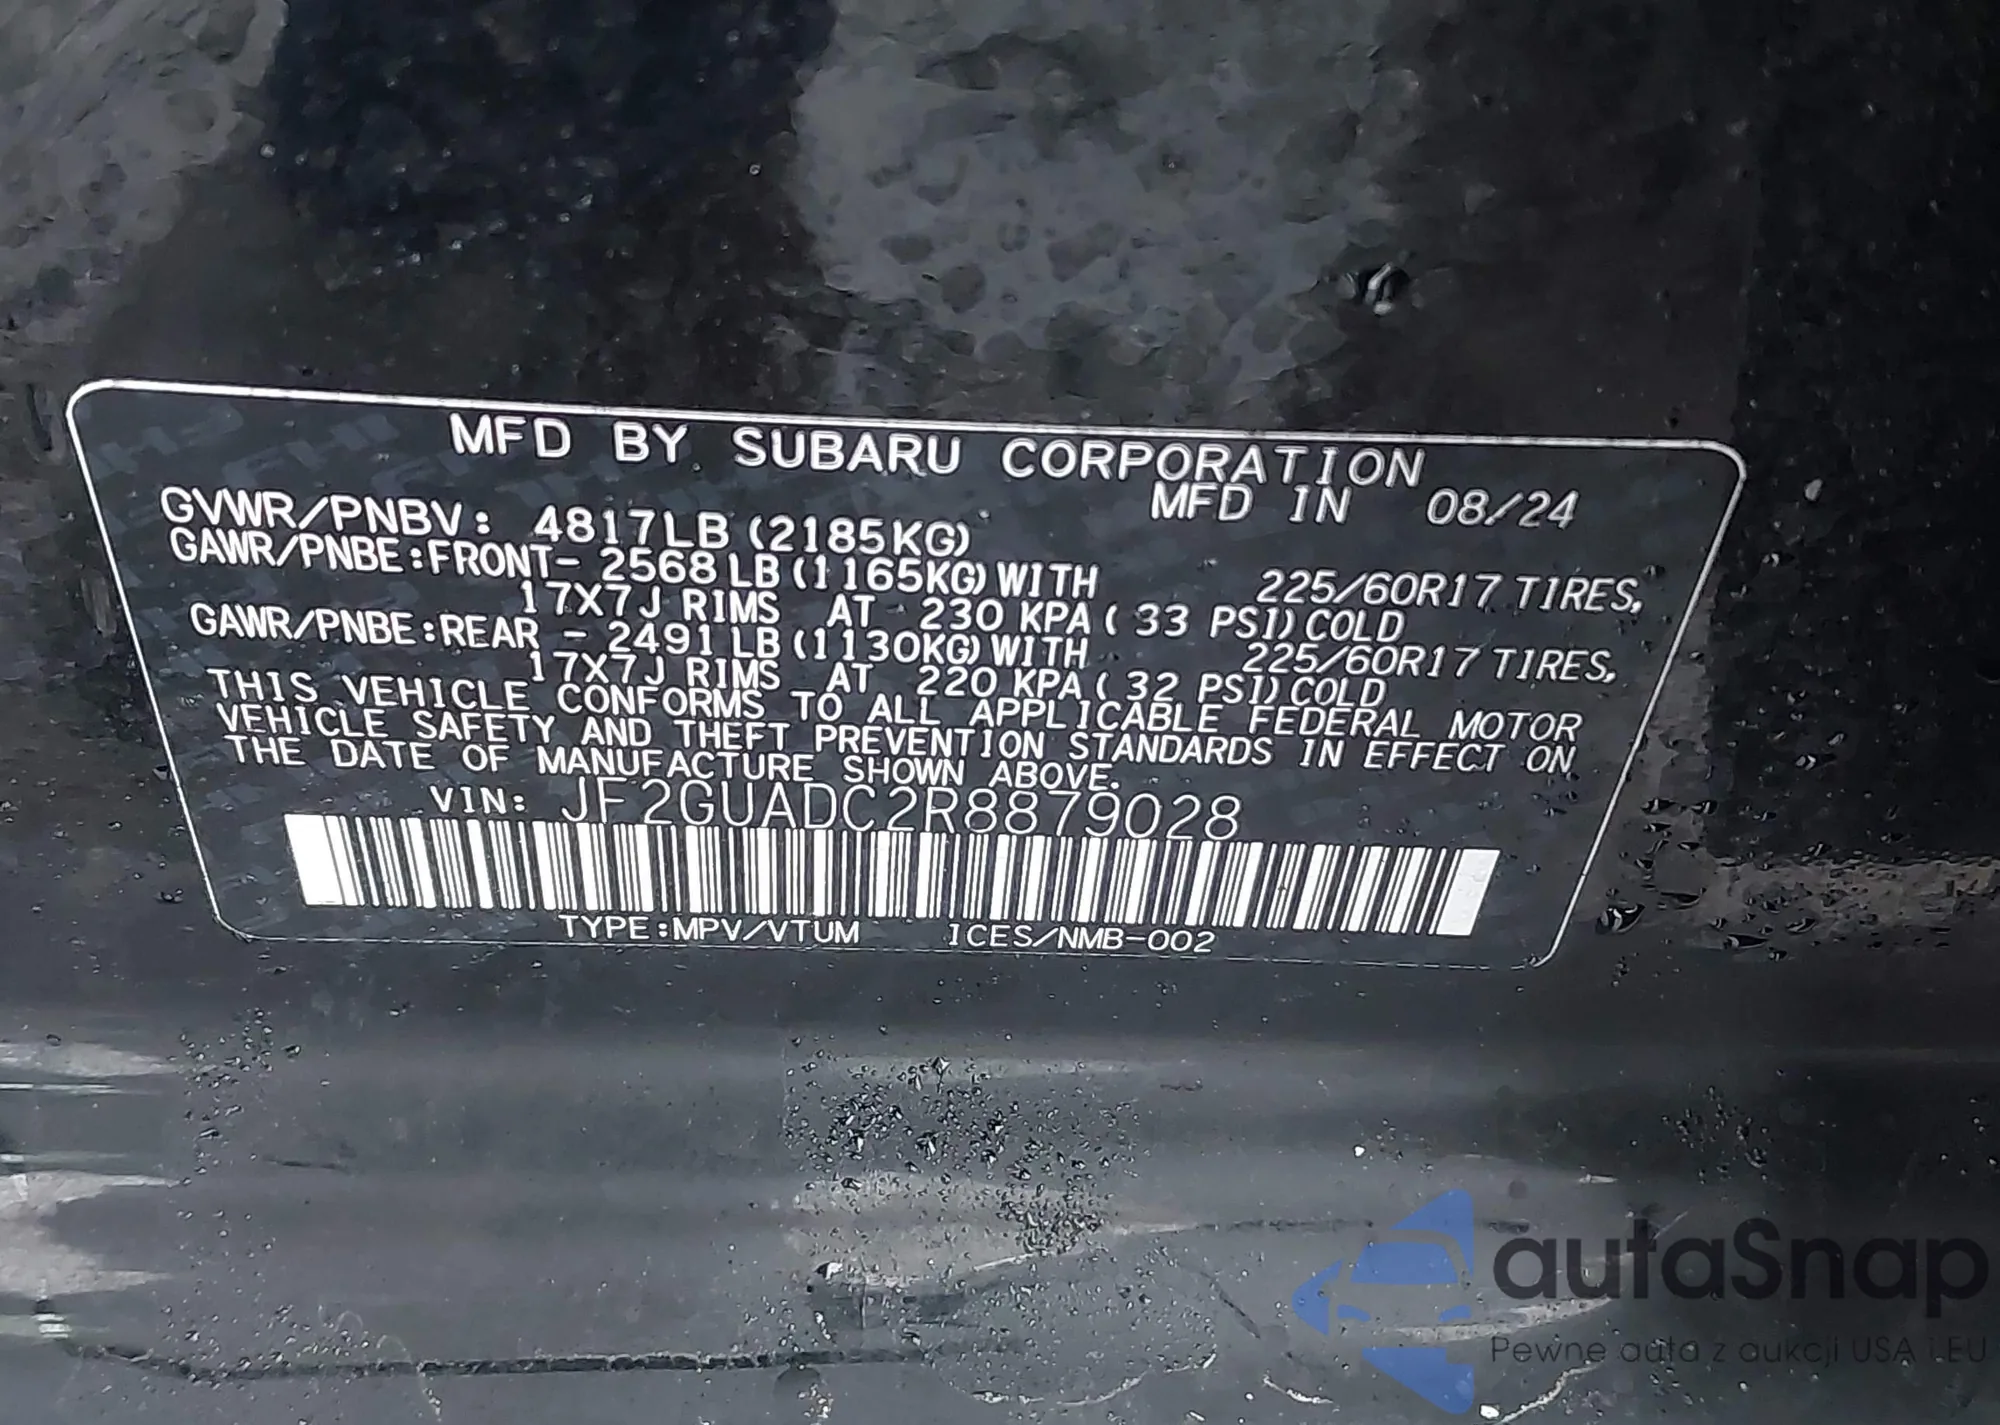 MFD BY SUBARU CORPORATION
MFD IN 08/24
GVWR/PNBV: 4817LB (2185KG)
GAWR/PNBE:FRONT- 2568LB (1165KG) WITH 225/60R17 TIRES,
17X7J RIMS AT 230 KPA ( 33 PSI) COLD
GAWR/PNBE:REAR - 2491LB (1130KG) WITH 225/60R17 TIRES,
17X7J RIMS AT 220 KPA ( 32 PSI) COLD
THIS VEHICLE CONFORMS TO ALL APPLICABLE FEDERAL MOTOR
VEHICLE SAFETY AND THEFT PREVENTION STANDARDS IN EFFECT ON
THE DATE OF MANUFACTURE SHOWN ABOVE.
VIN: JF2GUADC2R8879028
TYPE:MPV/VTUM ICES/NMB-002
autaSnap
Pewne auta z aukcji USA i EU